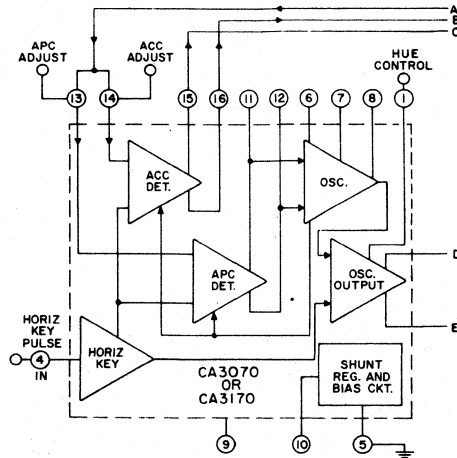 A
B
C
APC
ADJUST
ACC
ADJUST
HUE
CONTROL
13
14
15
16
11
12
6
7
8
1
ACC
DET.
OSC.
APC
DET.
OSC.
OUTPUT
D
E
HORIZ
KEY
PULSE
4
IN
HORIZ
KEY
CA3070
OR
CA3170
SHUNT
REG. AND
BIAS CKT.
9
10
5